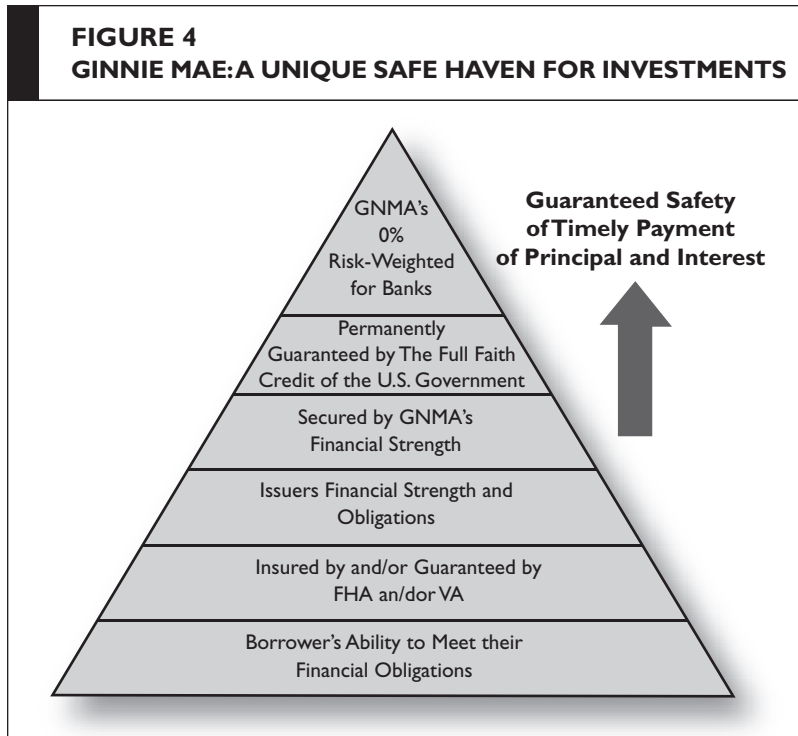 FIGURE 4
GINNIE MAE: A UNIQUE SAFE HAVEN FOR INVESTMENTS
GNMA's
0%
Risk-Weighted
for Banks
Guaranteed Safety
of Timely Payment
of Principal and Interest
Permanently
Guaranteed by The Full Faith
Credit of the U.S. Government
Secured by GNMA's
Financial Strength
Issuers Financial Strength and
Obligations
Insured by and/or Guaranteed by
FHA an/dor VA
Borrower's Ability to Meet their
Financial Obligations